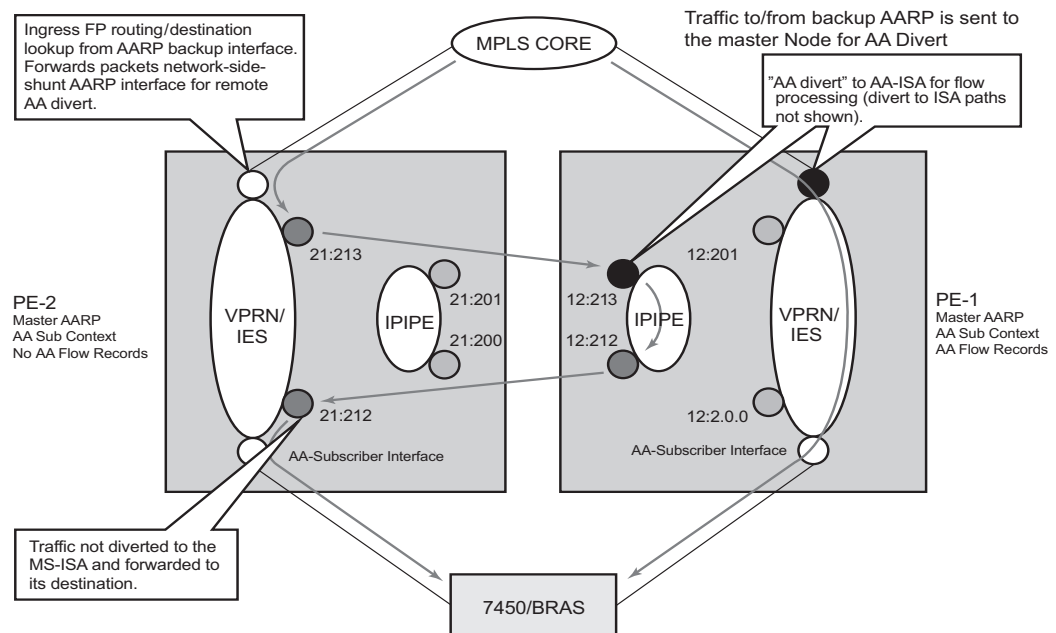 Ingress FP routing/destination
lookup from AARP backup interface.
Forwards packets network-side-
shunt AARP interface for remote
AA divert.
MPLS CORE
Traffic to/from backup AARP is sent to
the master Node for AA Divert
"AA divert" to AA-ISA for flow
processing (divert to ISA paths
not shown).
21:213
12:201
21:201
12:213
PE-2
Master AARP
AA Sub Context
No AA Flow Records
VPRN/
IES
IPIPE
IPIPE
VPRN/
IES
PE-1
Master AARP
AA Sub Context
AA Flow Records
21:200
12:212
21:212
12:2.0.0
AA-Subscriber Interface
AA-Subscriber Interface
Traffic not diverted to the
MS-ISA and forwarded to
its destination.
7450/BRAS